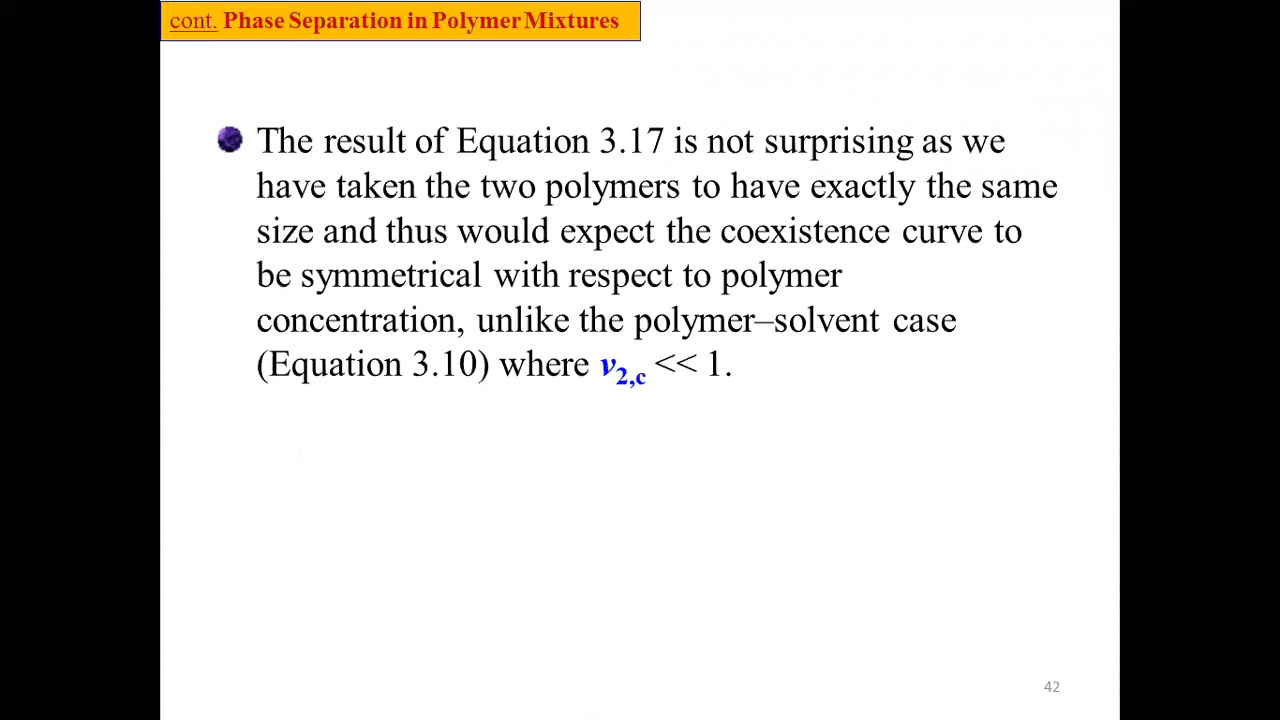 cont. Phase Separation in Polymer Mixtures
The result of Equation 3.17 is not surprising as we
have taken the two polymers to have exactly the same
size and thus would expect the coexistence curve to
be symmetrical with respect to polymer
concentration, unlike the polymer–solvent case
(Equation 3.10) where v2,c << 1.
42